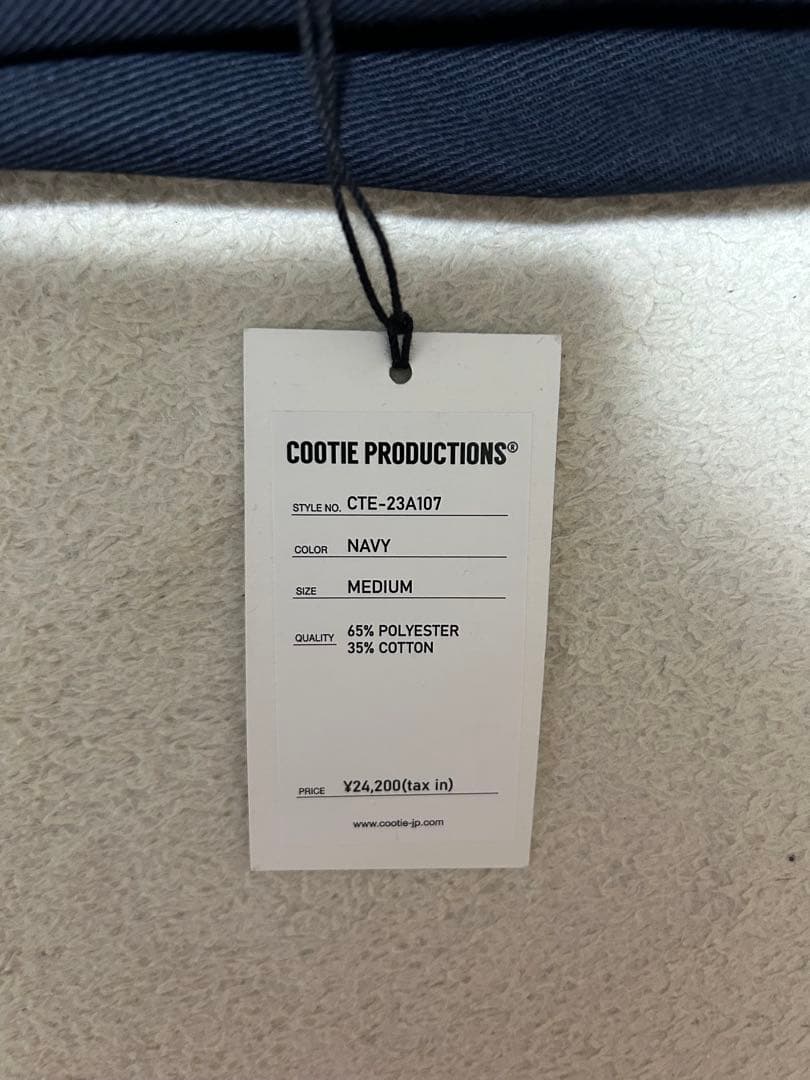 COOTIE PRODUCTIONS®
STYLE NO. CTE-23A107
COLOR NAVY
SIZE MEDIUM
QUALITY 65% POLYESTER
35% COTTON
PRICE ¥24,200(tax in)
www.cootie-jp.com